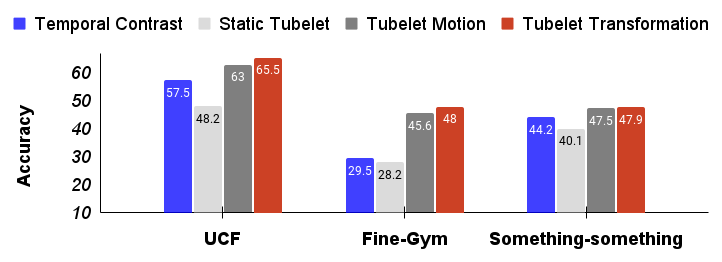 Temporal Contrast Static Tubelet Tubelet Motion Tubelet Transformation
Accuracy
60
50
40
30
20
10
57.5 48.2 63 65.5
29.5 28.2 45.6 48
44.2 40.1 47.5 47.9
UCF Fine-Gym Something-something